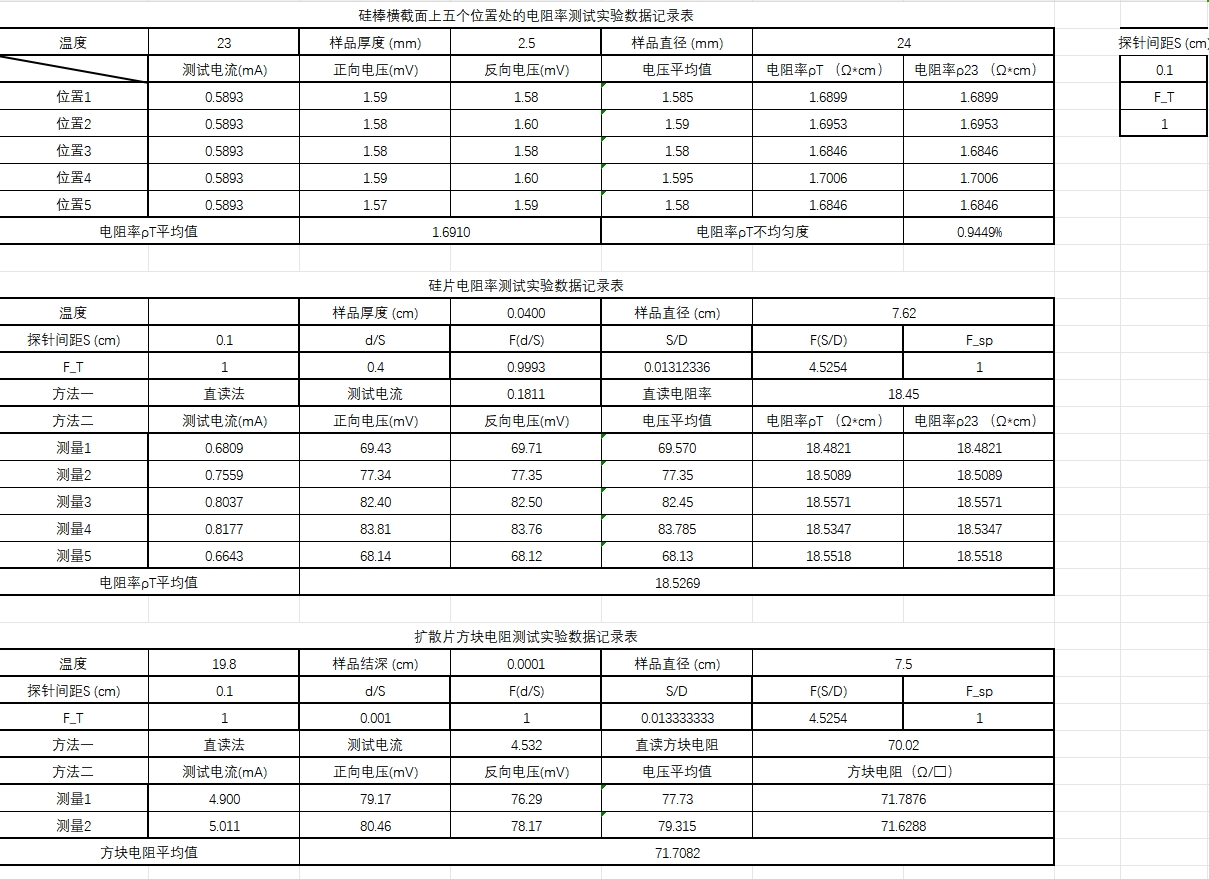 硅棒横截面上五个位置处的电阻率测试实验数据记录表
温度 23 样品厚度 (mm) 2.5 样品直径 (mm) 24 探针间距S (cm)
测试电流(mA) 正向电压(mV) 反向电压(mV) 电压平均值 电阻率ρT （Ω*cm） 电阻率ρ23 （Ω*cm） 0.1
位置1 0.5893 1.59 1.58 1.585 1.6899 1.6899 F_T
位置2 0.5893 1.58 1.60 1.59 1.6953 1.6953 1
位置3 0.5893 1.58 1.58 1.58 1.6846 1.6846
位置4 0.5893 1.59 1.60 1.595 1.7006 1.7006
位置5 0.5893 1.57 1.59 1.58 1.6846 1.6846
电阻率ρT平均值 1.6910 电阻率ρT不均匀度 0.9449%
硅片电阻率测试实验数据记录表
温度 样品厚度 (cm) 0.0400 样品直径 (cm) 7.62
探针间距S (cm) 0.1 d/S F(d/S) S/D F(S/D) F_sp
F_T 1 0.4 0.9993 0.01312336 4.5254 1
方法一 直读法 测试电流 0.1811 直读电阻率 18.45
方法二 测试电流(mA) 正向电压(mV) 反向电压(mV) 电压平均值 电阻率ρT （Ω*cm） 电阻率ρ23 （Ω*cm）
测量1 0.6809 69.43 69.71 69.570 18.4821 18.4821
测量2 0.7559 77.34 77.35 77.35 18.5089 18.5089
测量3 0.8037 82.40 82.50 82.45 18.5571 18.5571
测量4 0.8177 83.81 83.76 83.785 18.5347 18.5347
测量5 0.6643 68.14 68.12 68.13 18.5518 18.5518
电阻率ρT平均值 18.5269
扩散片方块电阻测试实验数据记录表
温度 19.8 样品结深 (cm) 0.0001 样品直径 (cm) 7.5
探针间距S (cm) 0.1 d/S F(d/S) S/D F(S/D) F_sp
F_T 1 0.001 1 0.013333333 4.5254 1
方法一 直读法 测试电流 4.532 直读方块电阻 70.02
方法二 测试电流(mA) 正向电压(mV) 反向电压(mV) 电压平均值 方块电阻（Ω/□）
测量1 4.900 79.17 76.29 77.73 71.7876
测量2 5.011 80.46 78.17 79.315 71.6288
方块电阻平均值 71.7082